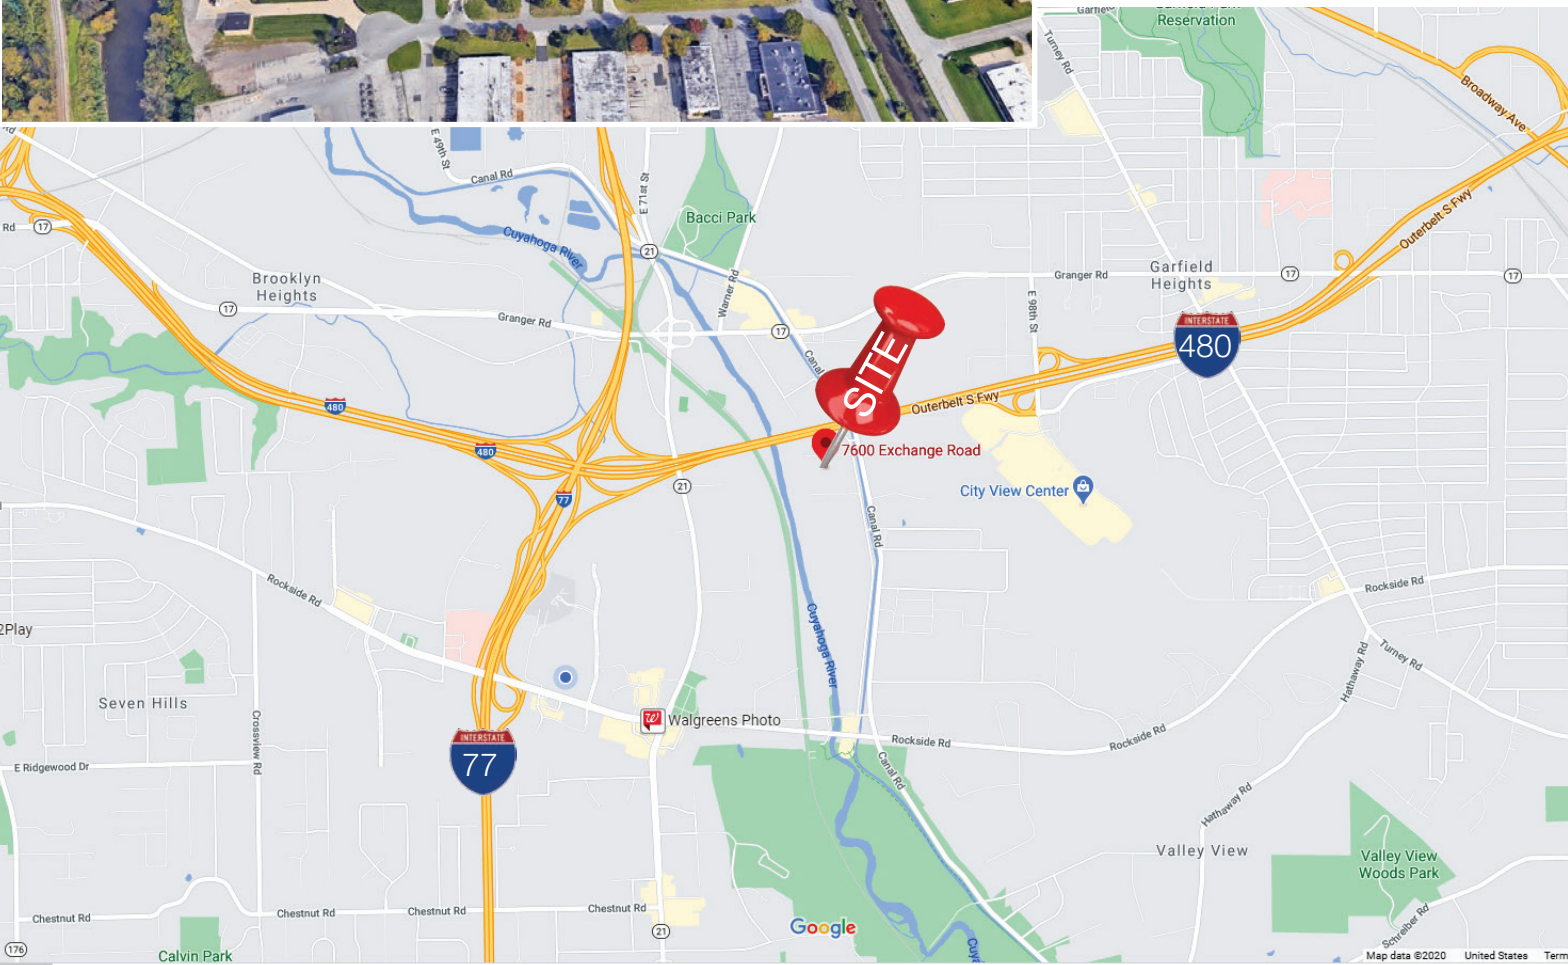 Garfield
Reservation
Turney Rd
Broadway Ave
E 49th St
Canal Rd
E 71st St
Bacci Park
Outerbelt S Fwy
Rd
17
Cuyahoga River
21
Brooklyn
Heights
Warner Rd
Granger Rd
Garfield
Heights
17
17
17
Granger Rd
17
E 98th St
INTERSTATE
480
Canal
SITE
480
Outerbelt S Fwy
480
7600 Exchange Road
21
77
City View Center
Canal Rd
Rockside Rd
Rockside Rd
2Play
Cuyahoga River
Turney Rd
Hathaway Rd
Seven Hills
Crossview Rd
Walgreens Photo
INTERSTATE
77
Rockside Rd
Rockside Rd
E Ridgewood Dr
Canal Rd
Hathaway Rd
Valley View
Valley View
Woods Park
Chestnut Rd
Chestnut Rd
Chestnut Rd
Chestnut Rd
Google
21
Schreiber Rd
176
Calvin Park
Map data ©2020
United States